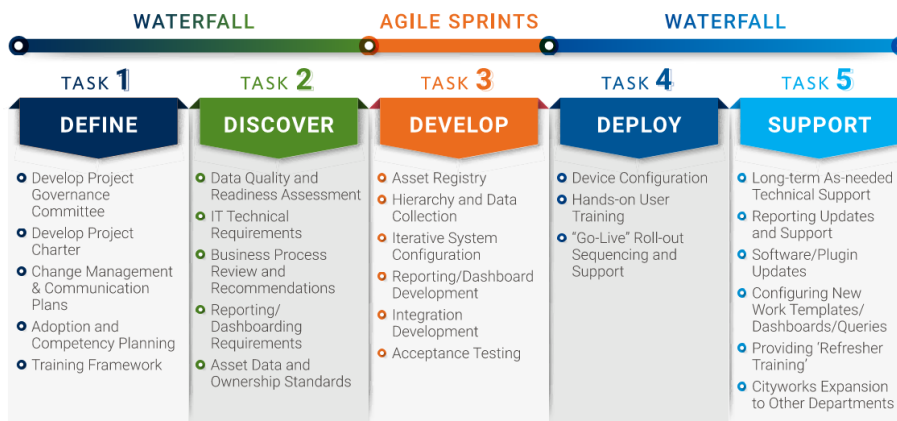 WATERFALL
AGILE SPRINTS
WATERFALL
TASK 1
DEFINE
Develop Project
Governance
Committee
Develop Project
Charter
Change Management
& Communication
Plans
Adoption and
Competency Planning
Training Framework
TASK 2
DISCOVER
Data Quality and
Readiness Assessment
IT Technical
Requirements
Business Process
Review and
Recommendations
Reporting/
Dashboarding
Requirements
Asset Data and
Ownership Standards
TASK 3
DEVELOP
Asset Registry
Hierarchy and Data
Collection
Iterative System
Configuration
Reporting/Dashboard
Development
Integration
Development
Acceptance Testing
TASK 4
DEPLOY
Device Configuration
Hands-on User
Training
“Go-Live” Roll-out
Sequencing and
Support
TASK 5
SUPPORT
Long-term As-needed
Technical Support
Reporting Updates
and Support
Software/Plugin
Updates
Configuring New
Work Templates/
Dashboards/Queries
Providing ‘Refresher
Training’
Cityworks Expansion
to Other Departments